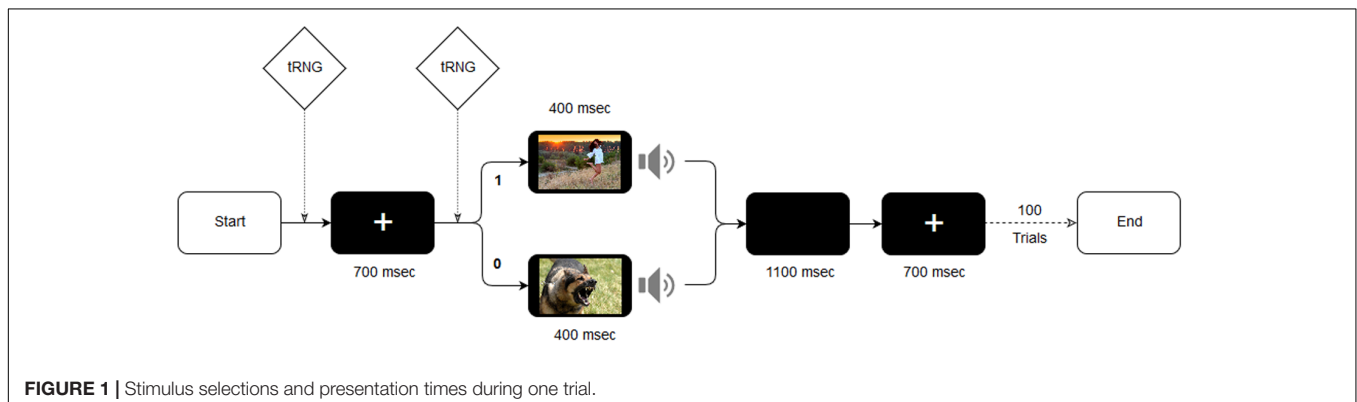 tRNG
tRNG
400 msec
Start
+
700 msec
1
0
400 msec
1100 msec
+
700 msec
100
Trials
End
FIGURE 1 | Stimulus selections and presentation times during one trial.